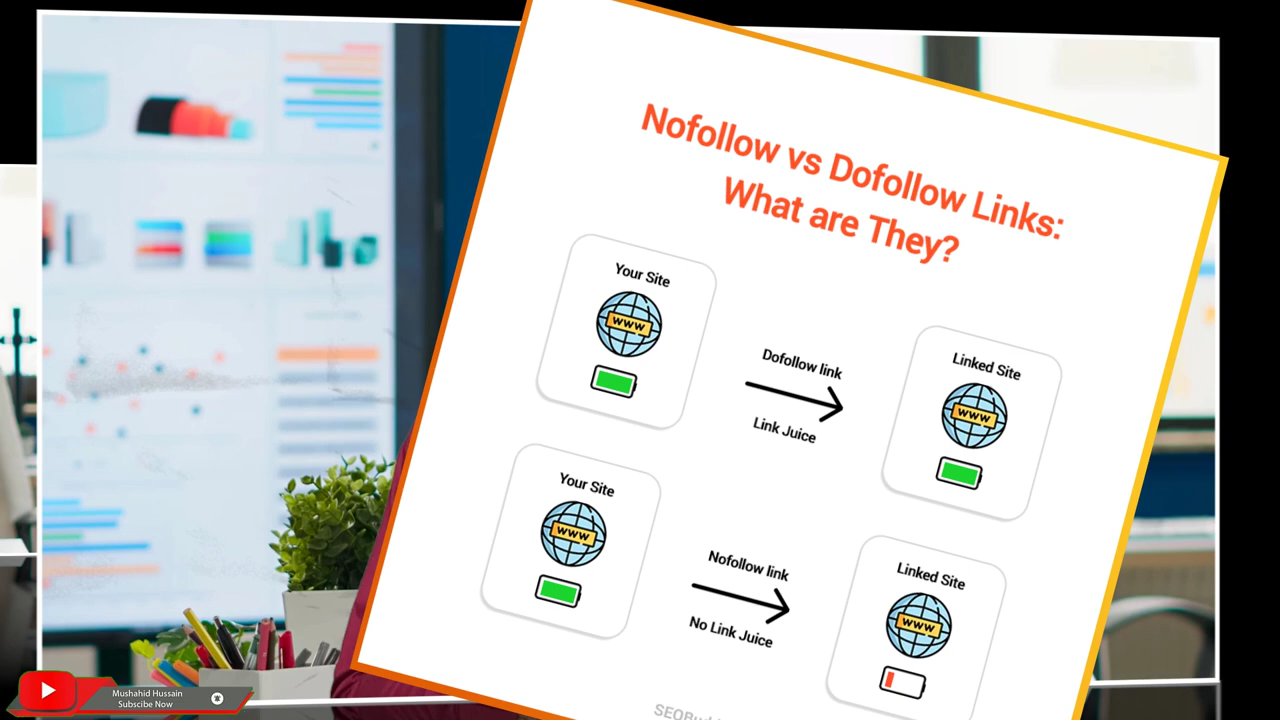 Nofollow vs Dofollow Links:
What are They?
Your Site
WWW
Dofollow link
Link Juice
Linked Site
WWW
Your Site
WWW
Nofollow link
No Link Juice
Linked Site
WWW
Mushahid Hussain
Subscibe Now